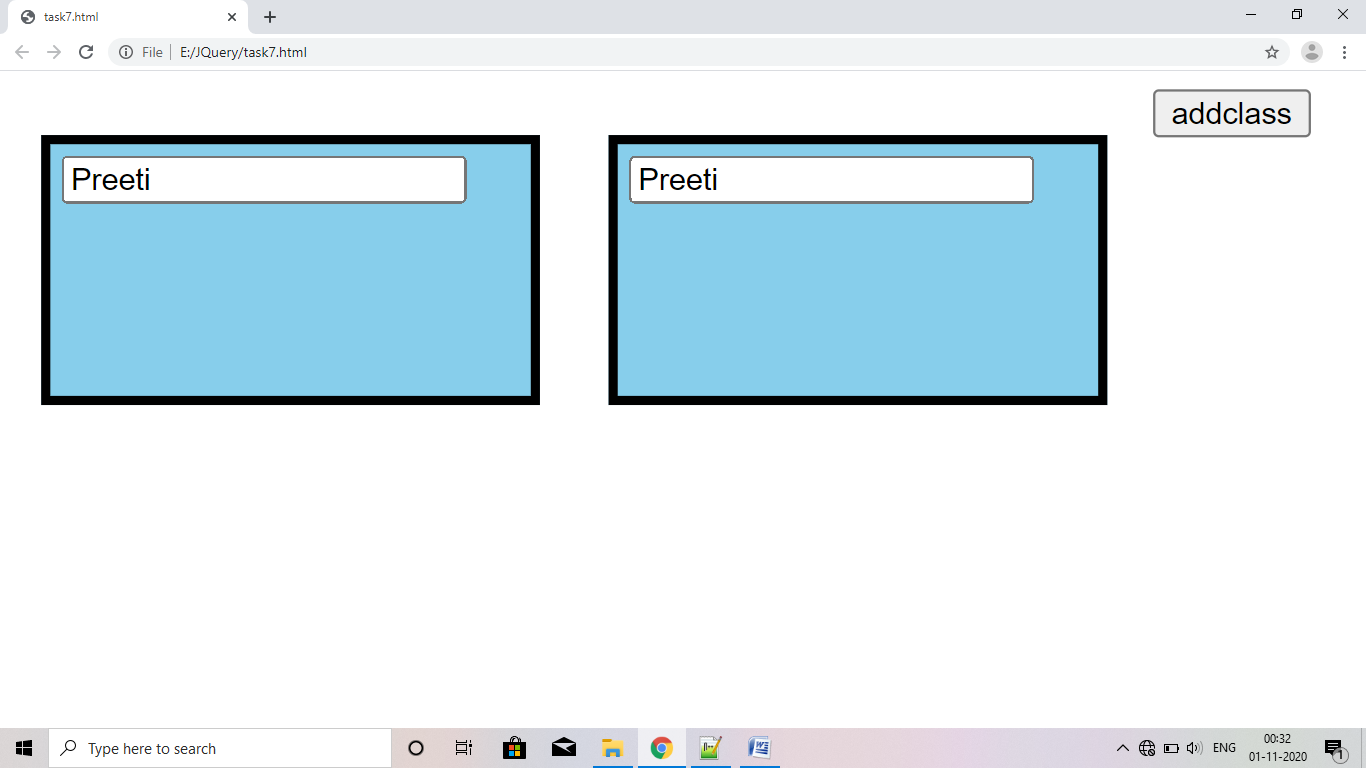 task7.html
File
E:/JQuery/task7.html
addclass
Preeti
Preeti
Type here to search
ENG
00:32
01-11-2020
1